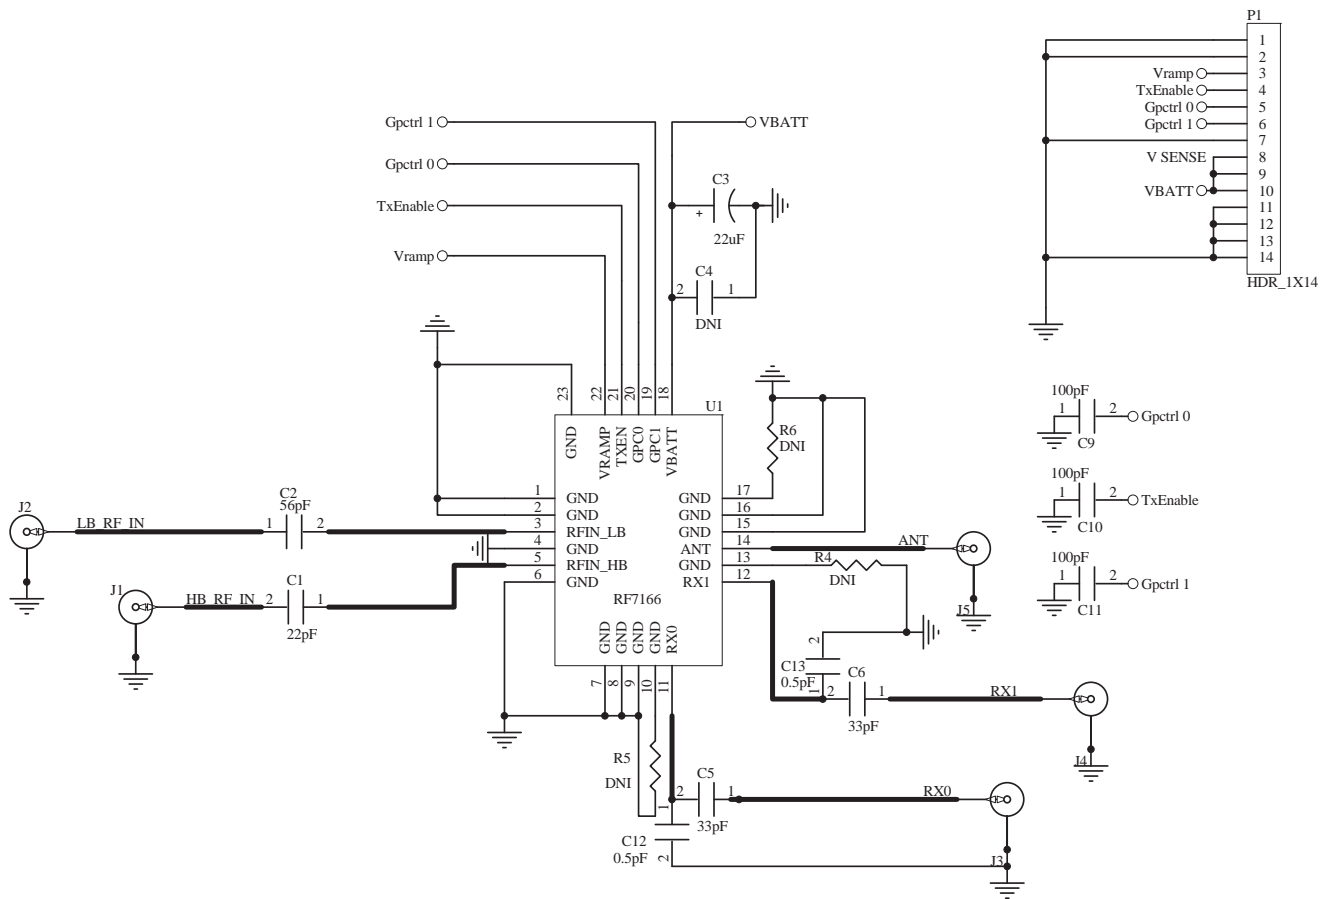 P1
1
2
Vramp 3
TxEnable 4
Gpctrl 0 5
Gpctrl 1 6
7
V SENSE 8
9
VBATT 10
11
12
13
14
HDR_1X14
Gpctrl 1
VBATT
Gpctrl 0
C3
TxEnable
+
22uF
Vramp
C4
2 1
DNI
23 22 21 20 19 18
U1
GND VRAMP TXEN GPC0 GPC1 VBATT
R6
DNI
100pF
1 2 Gpctrl 0
C9
100pF
1 2 TxEnable
C10
100pF
1 2 Gpctrl 1
C11
1 GND GND 17
2 GND GND 16
3 RFIN_LB GND 15
4 GND ANT 14
5 RFIN_HB GND 13
6 GND RX1 12
RF7166
GND GND GND GND RX0
7 8 9 10 11
J2
LB_RF_IN
C2
56pF
1 2
J1
HB_RF_IN
C1
2 1
22pF
ANT
J5
R4
DNI
2
C13
0.5pF
1
C6
2 1
33pF
RX1
J4
R5
DNI
C5
2 1
33pF
RX0
J3
1
C12
0.5pF
2